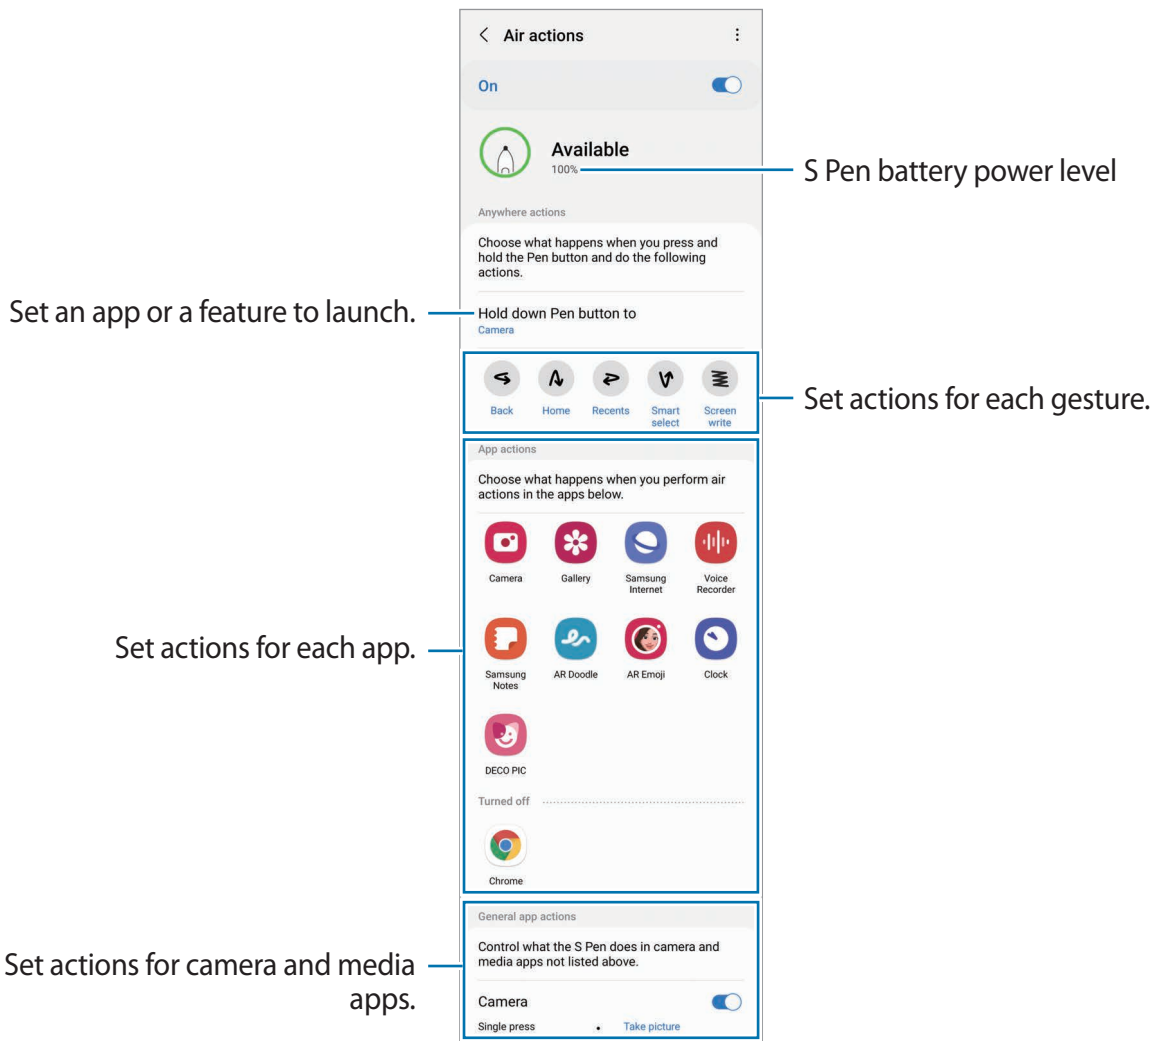 Air actions
On
Available
100%
S Pen battery power level
Anywhere actions
Choose what happens when you press and
hold the Pen button and do the following
actions.
Set an app or a feature to launch.
Hold down Pen button to
Camera
Back Home Recents Smart select Screen write
Set actions for each gesture.
App actions
Choose what happens when you perform air
actions in the apps below.
Camera Gallery Samsung Internet Voice Recorder
Set actions for each app.
Samsung Notes AR Doodle AR Emoji Clock
DECO PIC
Turned off
Chrome
General app actions
Control what the S Pen does in camera and
media apps not listed above.
Set actions for camera and media
apps.
Camera
Single press • Take picture